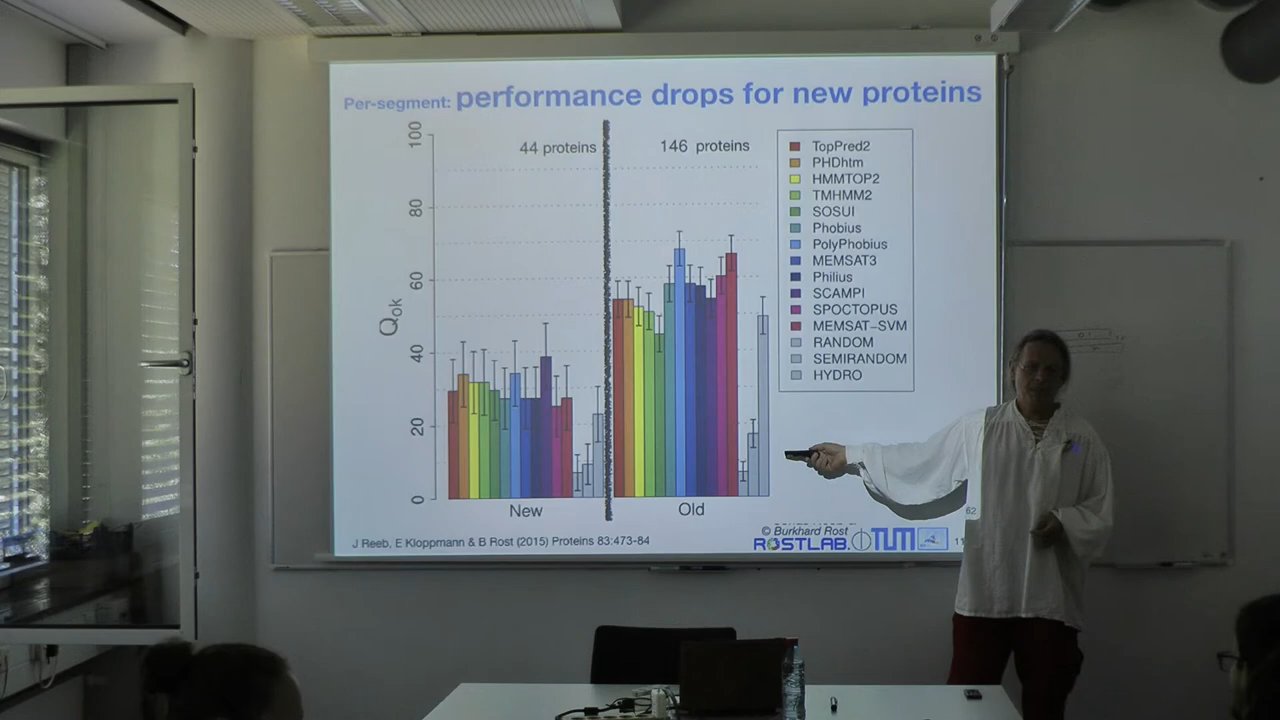 Per-segment: performance drops for new proteins
44 proteins
146 proteins
Qok
100
80
60
40
20
0
New
Old
TopPred2
PHDhtm
HMMTOP2
TMHMM2
SOSUI
Phobius
PolyPhobius
MEMSAT3
Philius
SCAMPI
SPOCTOPUS
MEMSAT-SVM
RANDOM
SEMIRANDOM
HYDRO
J Reeb, E Kloppmann & B Rost (2015) Proteins 83:473-84
© Burkhard Rost
ROSTLAB.
TUM
62